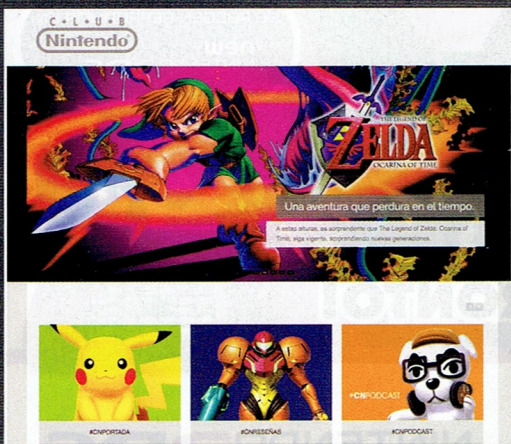 C•L•U•B
Nintendo
THE LEGEND OF
ZELDA
OCARINA OF TIME
Una aventura que perdura en el tiempo.
A estas alturas, es sorprendente que The Legend of Zelda: Ocarina of
Time, siga vigente, sorprendiendo nuevas generaciones.
#CNPODCAST
#CNPORTADA
#CNRESEÑAS
#CNPODCAST